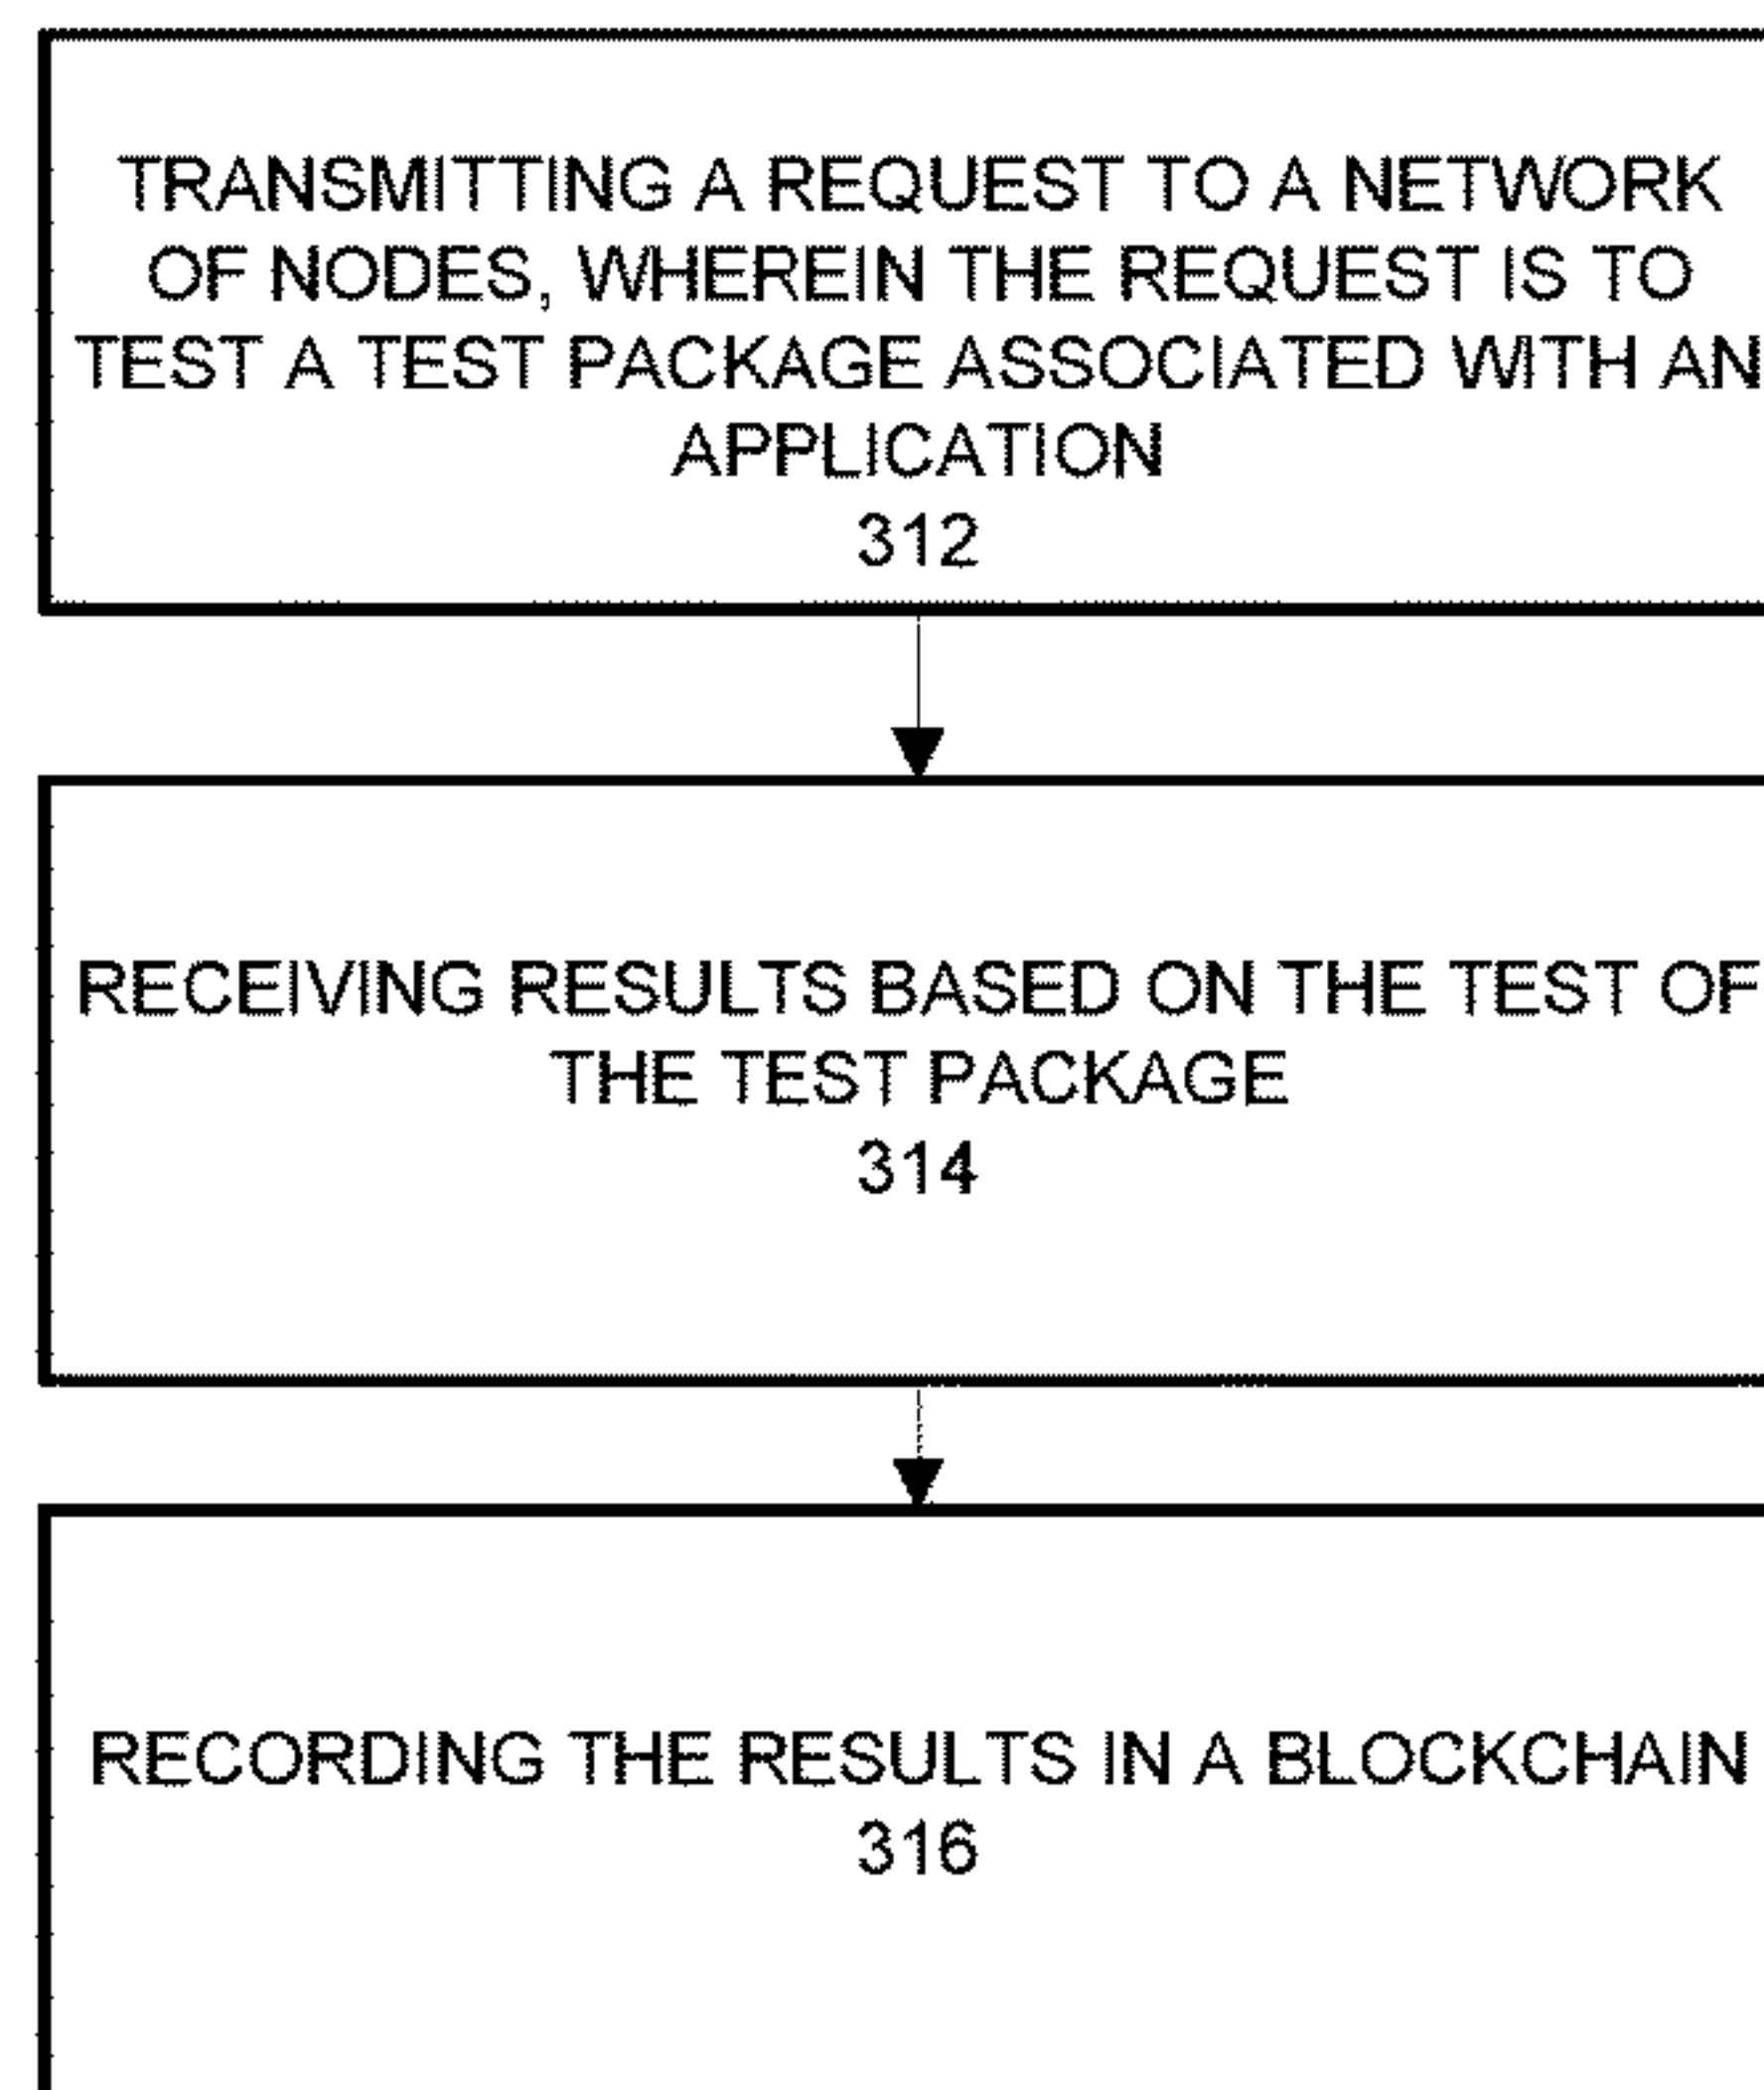 TRANSMITTING A REQUEST TO A NETWORK
OF NODES, WHEREIN THE REQUEST IS TO
TEST A TEST PACKAGE ASSOCIATED WITH AN
APPLICATION
312
RECEIVING RESULTS BASED ON THE TEST OF
THE TEST PACKAGE
314
RECORDING THE RESULTS IN A BLOCKCHAIN
316